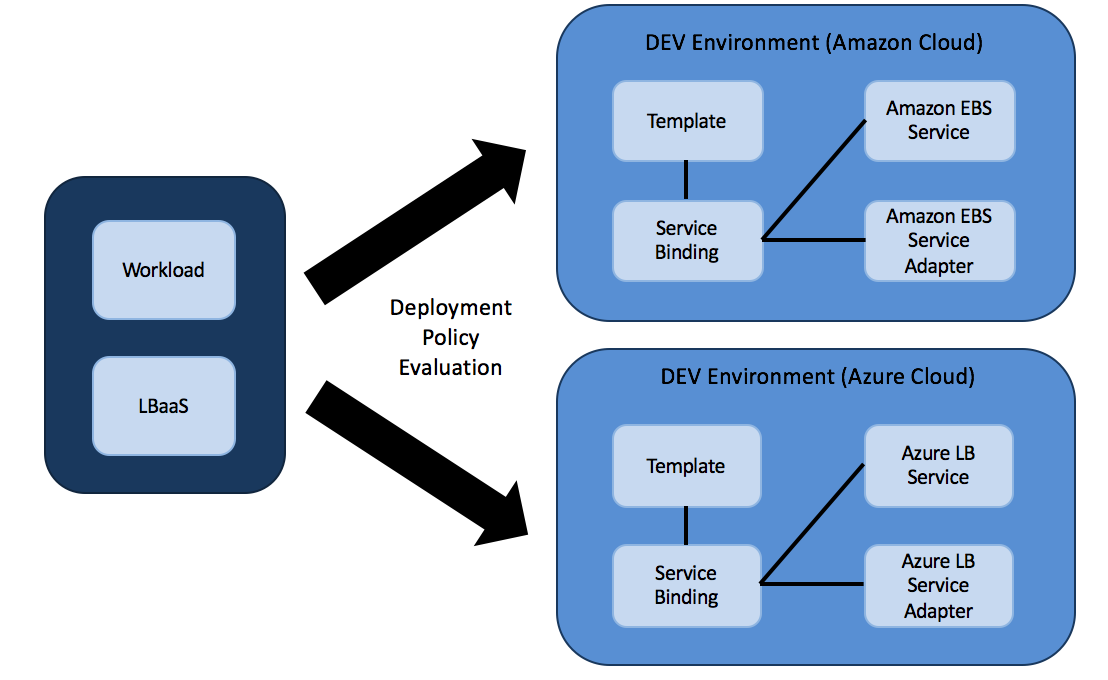 Workload
LBaaS
Deployment
Policy
Evaluation
DEV Environment (Amazon Cloud)
Template
Amazon EBS
Service
Service
Binding
Amazon EBS
Service
Adapter
DEV Environment (Azure Cloud)
Template
Azure LB
Service
Service
Binding
Azure LB
Service
Adapter